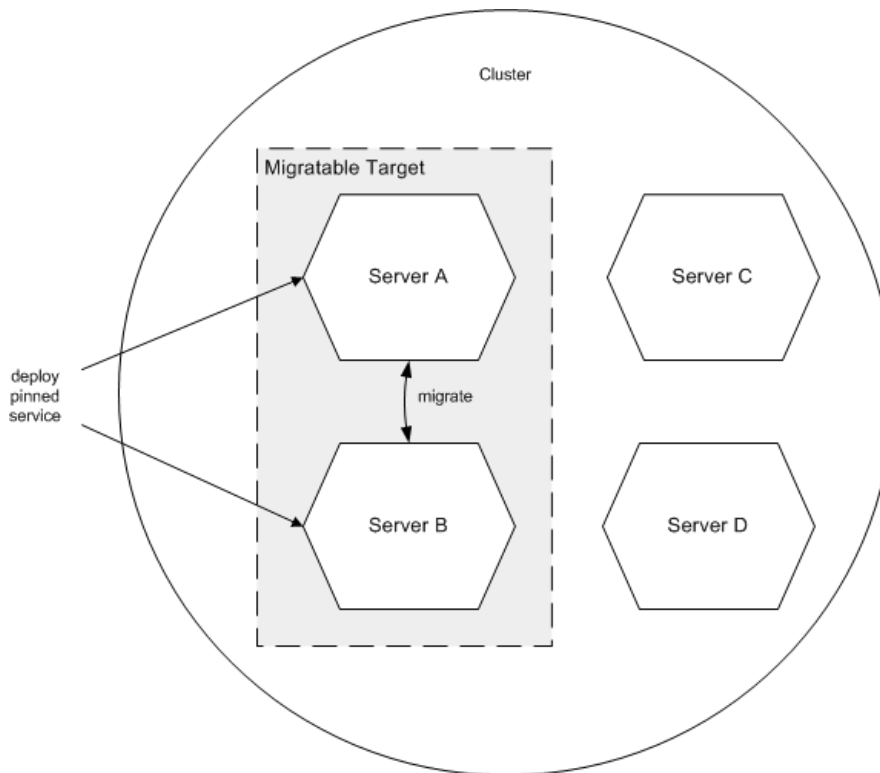 Cluster
Migratable Target
Server A
Server C
deploy
pinned
service
migrate
Server B
Server D